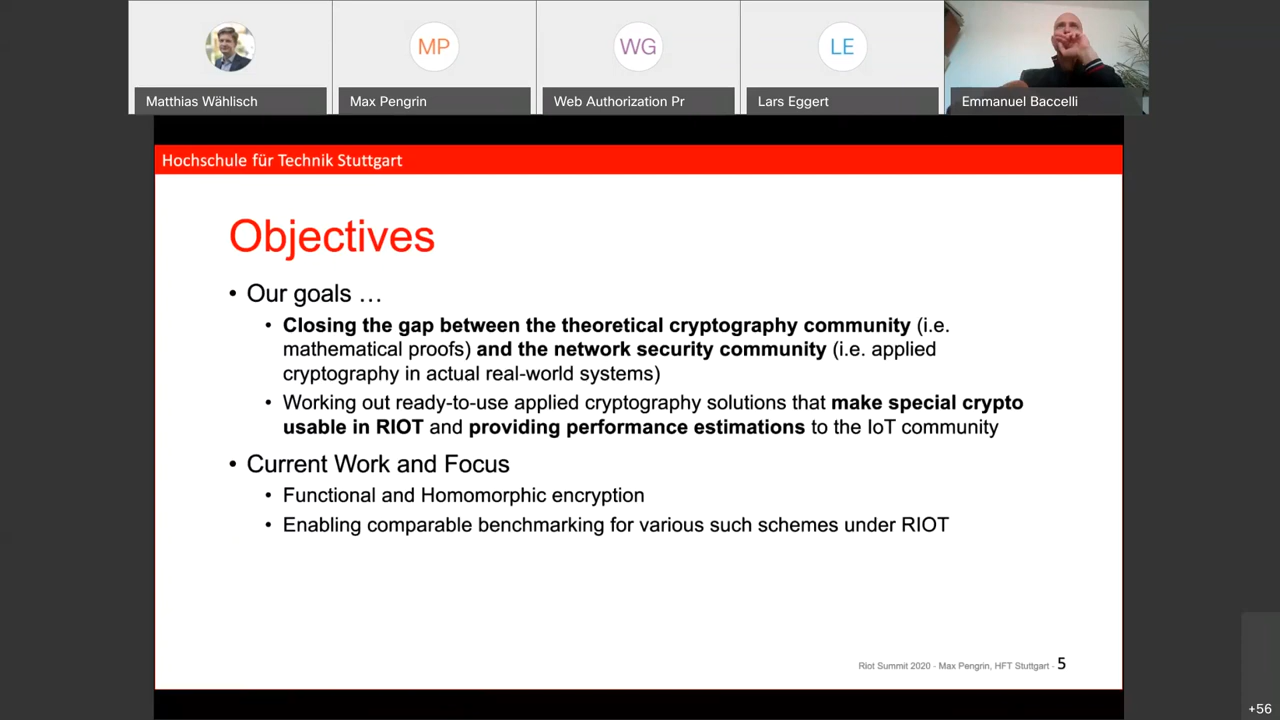 MP
WG
LE
Matthias Wählisch
Max Pengrin
Web Authorization Pr
Lars Eggert
Emmanuel Baccelli
Hochschule für Technik Stuttgart
Objectives
• Our goals …
• Closing the gap between the theoretical cryptography community (i.e.
mathematical proofs) and the network security community (i.e. applied
cryptography in actual real-world systems)
• Working out ready-to-use applied cryptography solutions that make special crypto
usable in RIOT and providing performance estimations to the IoT community
• Current Work and Focus
• Functional and Homomorphic encryption
• Enabling comparable benchmarking for various such schemes under RIOT
Riot Summit 2020 - Max Pengrin, HFT Stuttgart - 5
+56